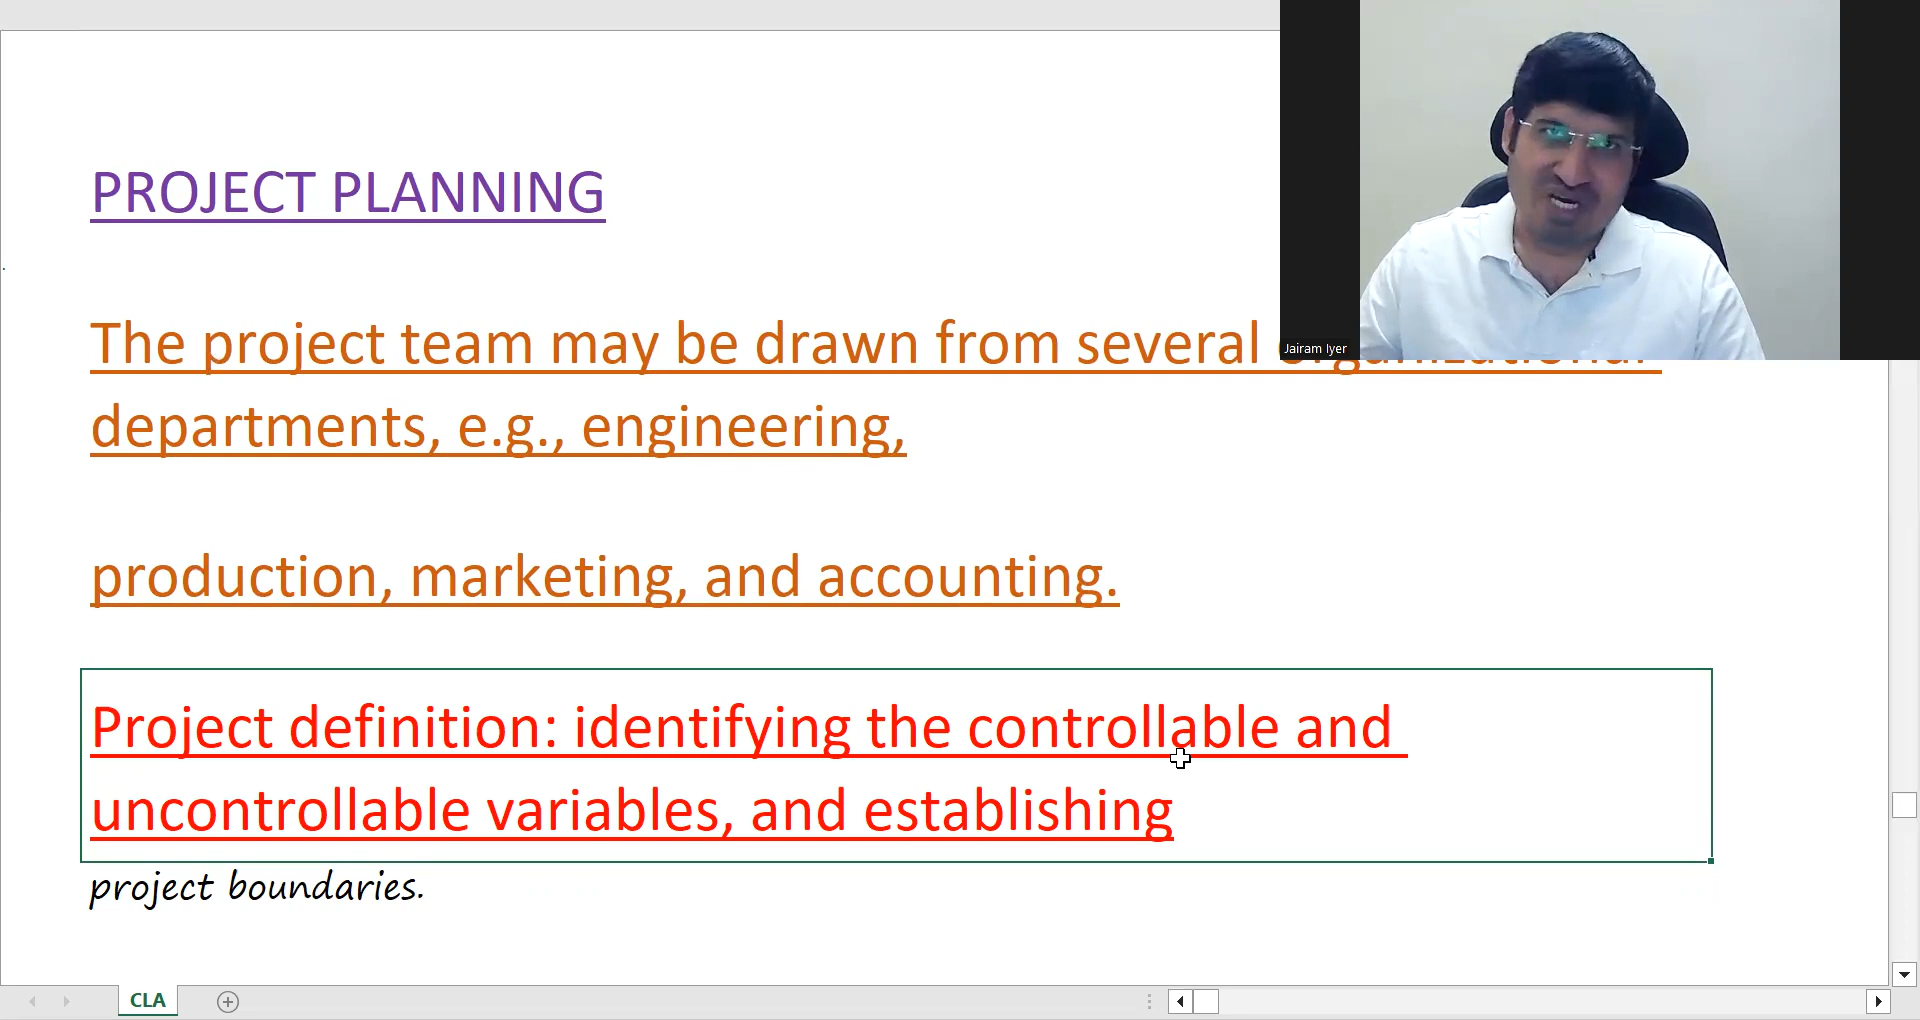 PROJECT PLANNING
The project team may be drawn from several organizational
departments, e.g., engineering,
production, marketing, and accounting.
Project definition: identifying the controllable and
uncontrollable variables, and establishing
project boundaries.
Jairam Iyer
CLA